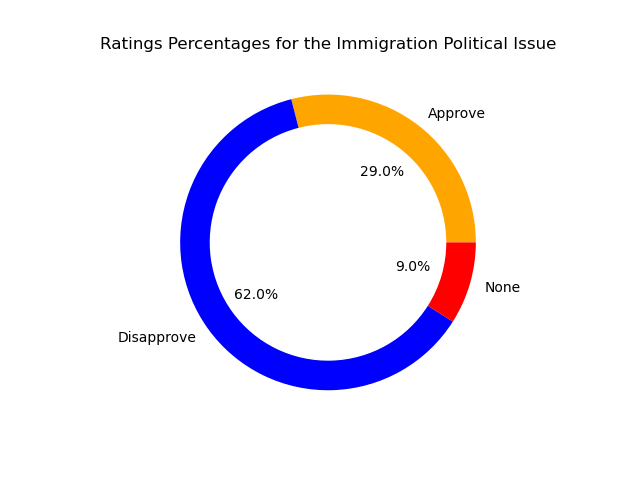 Ratings Percentages for the Immigration Political Issue
Approve
29.0%
9.0%
None
62.0%
Disapprove